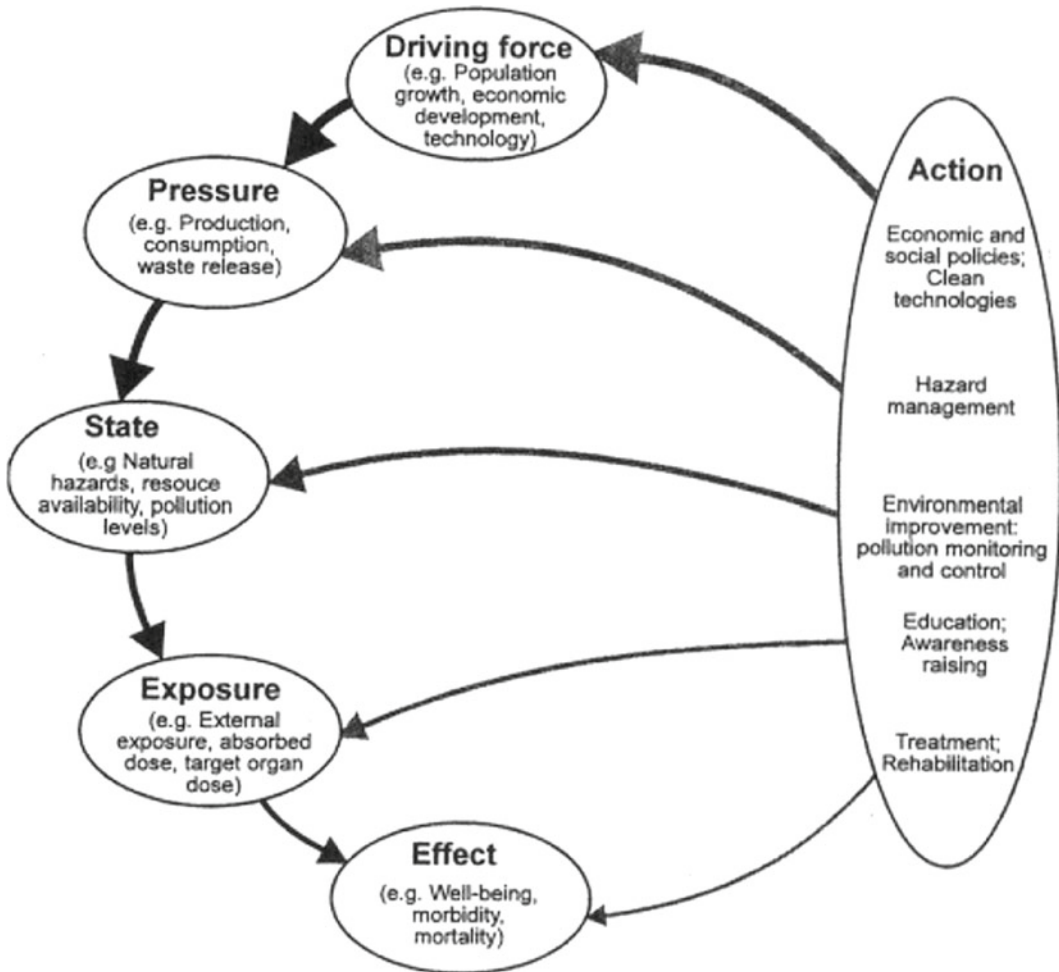 Driving force
(e.g. Population
growth, economic
development,
technology)
Pressure
(e.g. Production,
consumption,
waste release)
State
(e.g Natural
hazards, resouce
availability, pollution
levels)
Exposure
(e.g. External
exposure, absorbed
dose, target organ
dose)
Effect
(e.g. Well-being,
morbidity,
mortality)
Action
Economic and
social policies;
Clean
technologies
Hazard
management
Environmental
improvement:
pollution monitoring
and control
Education;
Awareness
raising
Treatment;
Rehabilitation